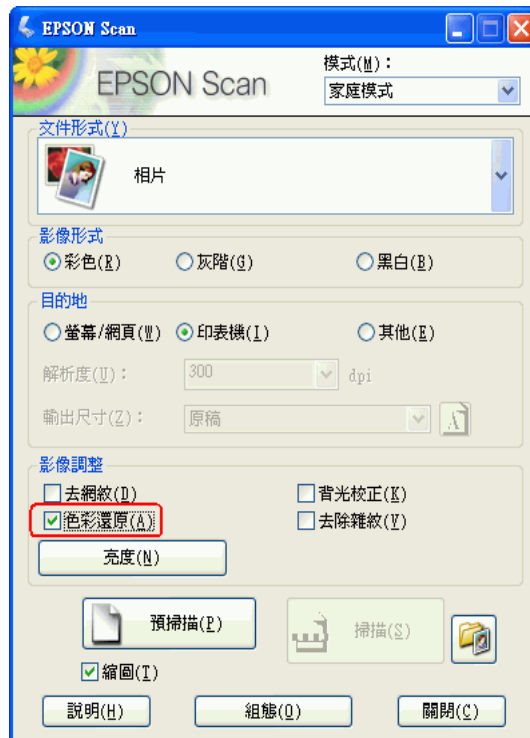 EPSON Scan
EPSON Scan
模式(M):
家庭模式
文件形式(Y)
相片
影像形式
彩色(R) 灰階(G) 黑白(B)
目的地
螢幕/網頁(W) 印表機(I) 其他(E)
解析度(U): 300 dpi
輸出尺寸(Z): 原稿 A
影像調整
去網紋(D) 背光校正(K)
色彩還原(A) 去除雜紋(V)
亮度(N)
預掃描(P) 掃描(S)
縮圖(T)
說明(H) 組態(O) 關閉(C)